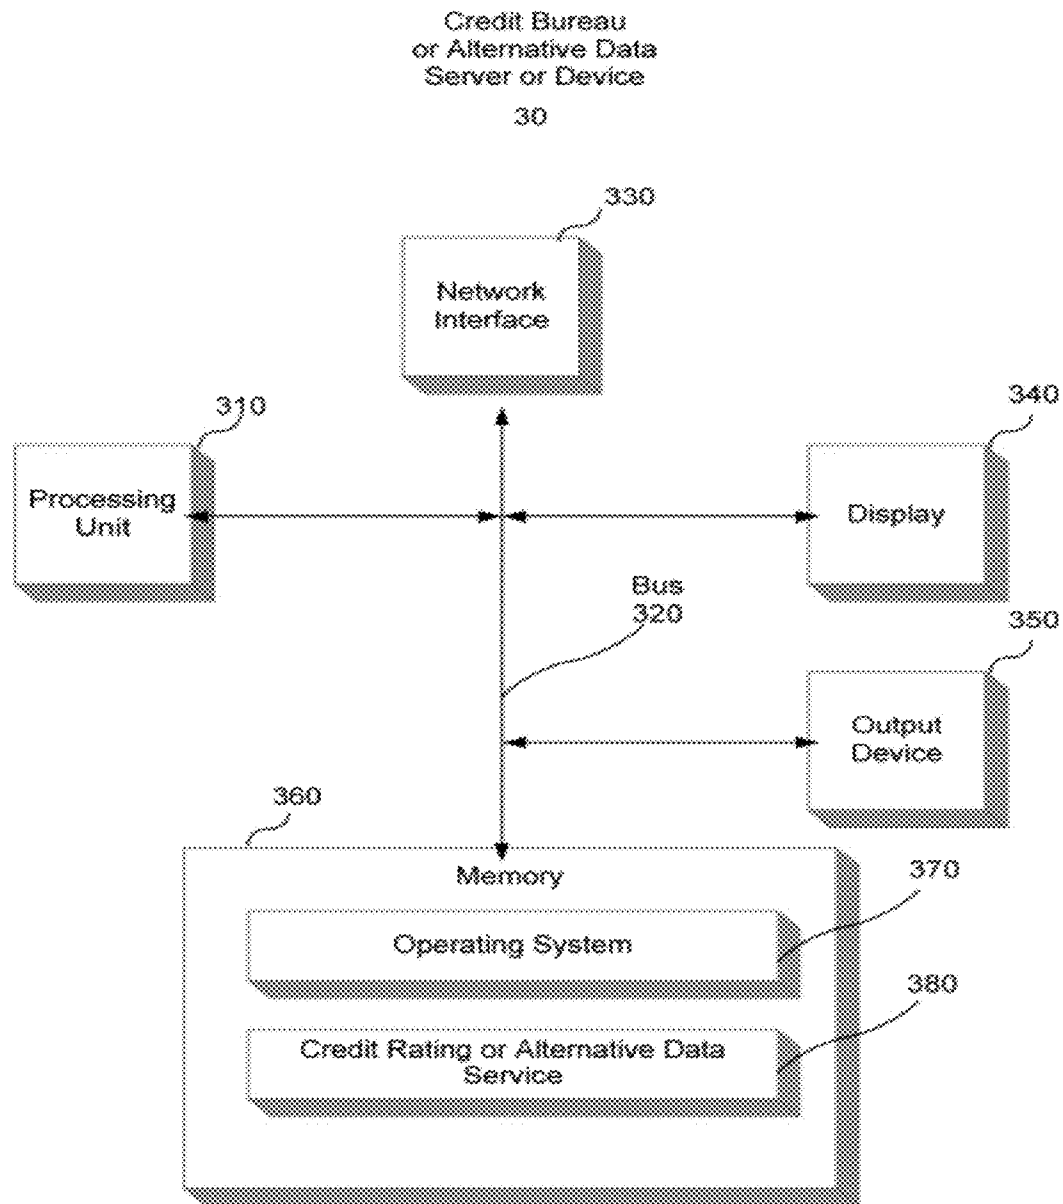 Credit Bureau
or Alternative Data
Server or Device
30
330
Network
Interface
310
340
Processing
Unit
Display
Bus
320
350
Output
Device
360
Memory
370
Operating System
380
Credit Rating or Alternative Data
Service